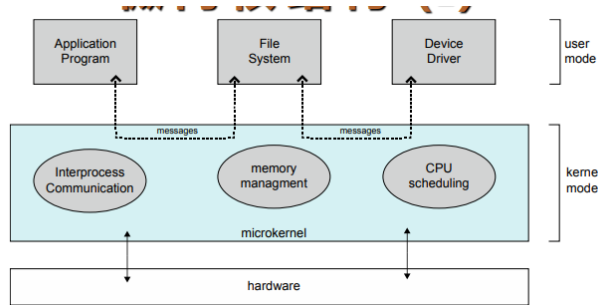 Application
Program
File
System
Device
Driver
user
mode
messages
messages
Interprocess
Communication
memory
managment
CPU
scheduling
kerne
mode
microkernel
hardware